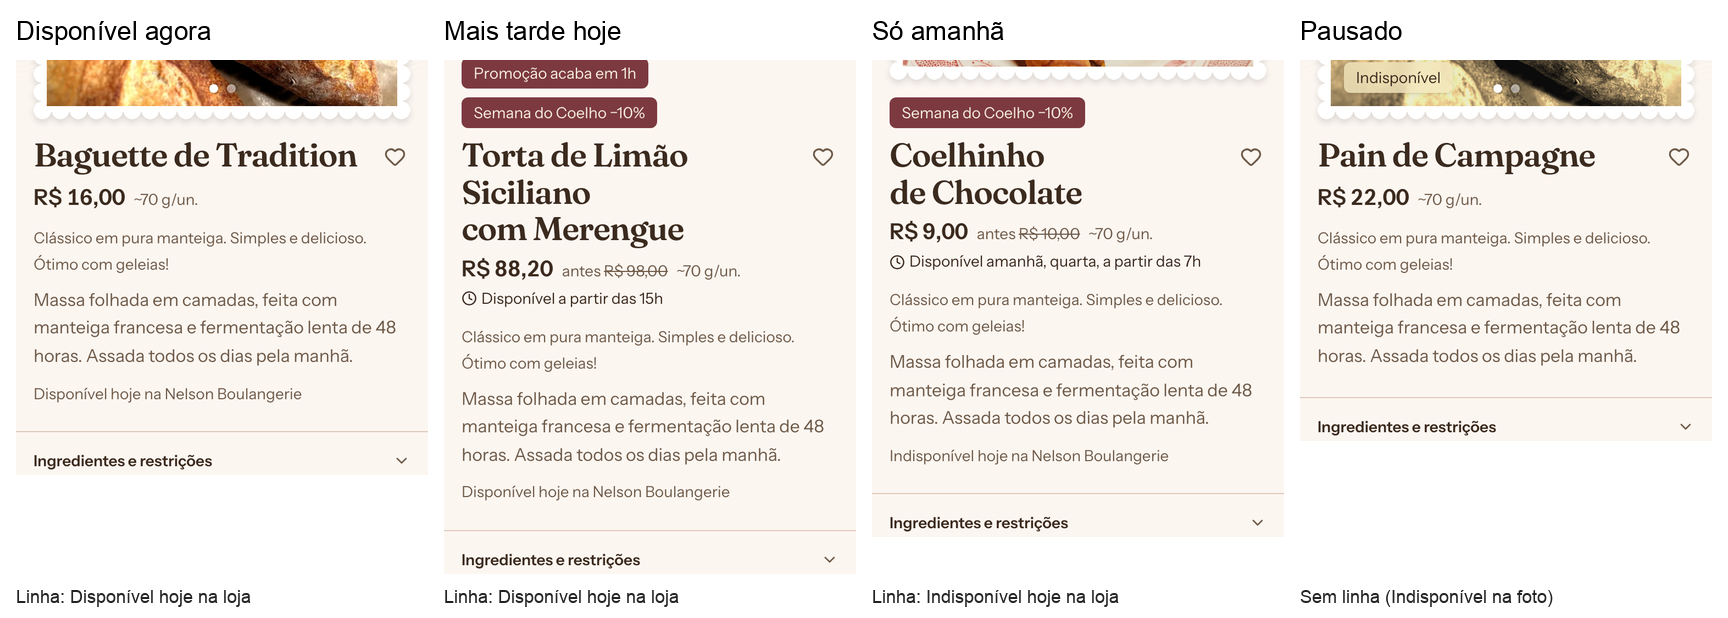 Disponível agora
Baguette de Tradition
R$ 16,00 ~70 g/un.
Clássico em pura manteiga. Simples e delicioso.
Ótimo com geleias!
Massa folhada em camadas, feita com
manteiga francesa e fermentação lenta de 48
horas. Assada todos os dias pela manhã.
Disponível hoje na Nelson Boulangerie
Ingredientes e restrições
Linha: Disponível hoje na loja
Mais tarde hoje
Promoção acaba em 1h
Semana do Coelho −10%
Torta de Limão
Siciliano
com Merengue
R$ 88,20 antes R$ 98,00 ~70 g/un.
Disponível a partir das 15h
Clássico em pura manteiga. Simples e delicioso.
Ótimo com geleias!
Massa folhada em camadas, feita com
manteiga francesa e fermentação lenta de 48
horas. Assada todos os dias pela manhã.
Disponível hoje na Nelson Boulangerie
Ingredientes e restrições
Linha: Disponível hoje na loja
Só amanhã
Semana do Coelho −10%
Coelhinho
de Chocolate
R$ 9,00 antes R$ 10,00 ~70 g/un.
Disponível amanhã, quarta, a partir das 7h
Clássico em pura manteiga. Simples e delicioso.
Ótimo com geleias!
Massa folhada em camadas, feita com
manteiga francesa e fermentação lenta de 48
horas. Assada todos os dias pela manhã.
Indisponível hoje na Nelson Boulangerie
Ingredientes e restrições
Linha: Indisponível hoje na loja
Pausado
Indisponível
Pain de Campagne
R$ 22,00 ~70 g/un.
Clássico em pura manteiga. Simples e delicioso.
Ótimo com geleias!
Massa folhada em camadas, feita com
manteiga francesa e fermentação lenta de 48
horas. Assada todos os dias pela manhã.
Ingredientes e restrições
Sem linha (Indisponível na foto)